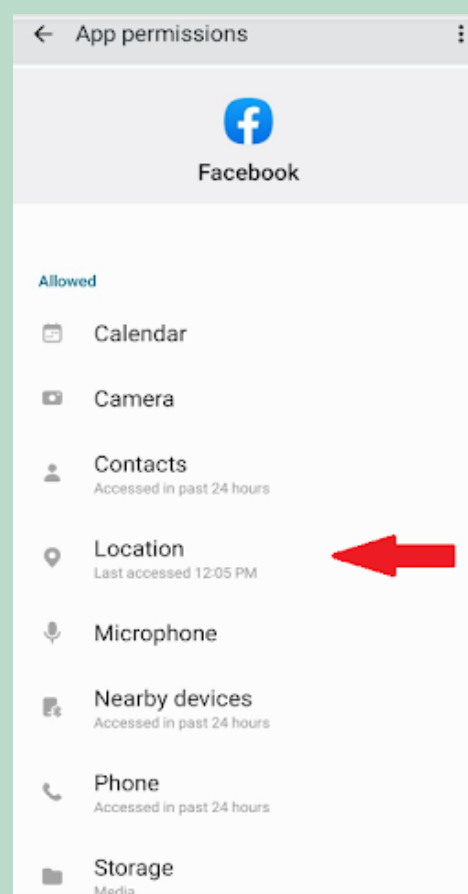 App permissions
Facebook
Allowed
Calendar
Camera
Contacts
Accessed in past 24 hours
Location
Last accessed 12:05 PM
Microphone
Nearby devices
Accessed in past 24 hours
Phone
Accessed in past 24 hours
Storage
Media